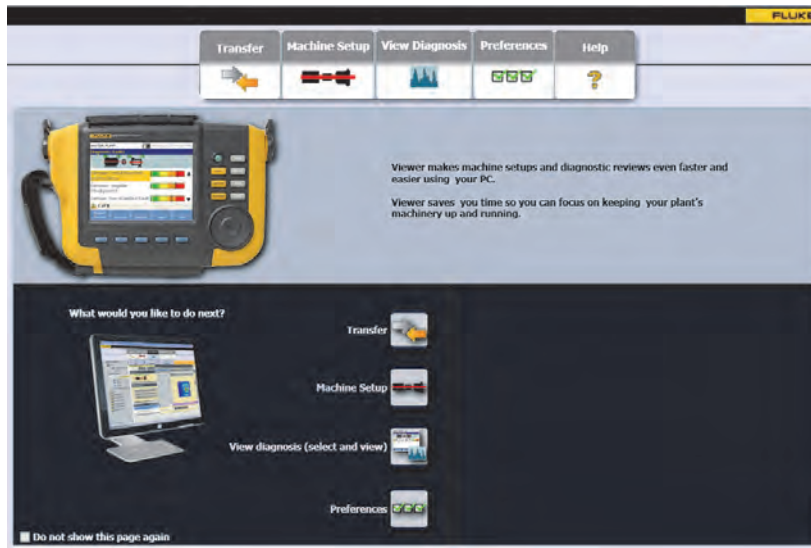 FLUKE
Transfer
Machine Setup
View Diagnosis
Preferences
Help
Viewer makes machine setups and diagnostic reviews even faster and
easier using your PC.
Viewer saves you time so you can focus on keeping your plant's
machinery up and running.
What would you like to do next?
Transfer
Machine Setup
View diagnosis (select and view)
Preferences
Do not show this page again